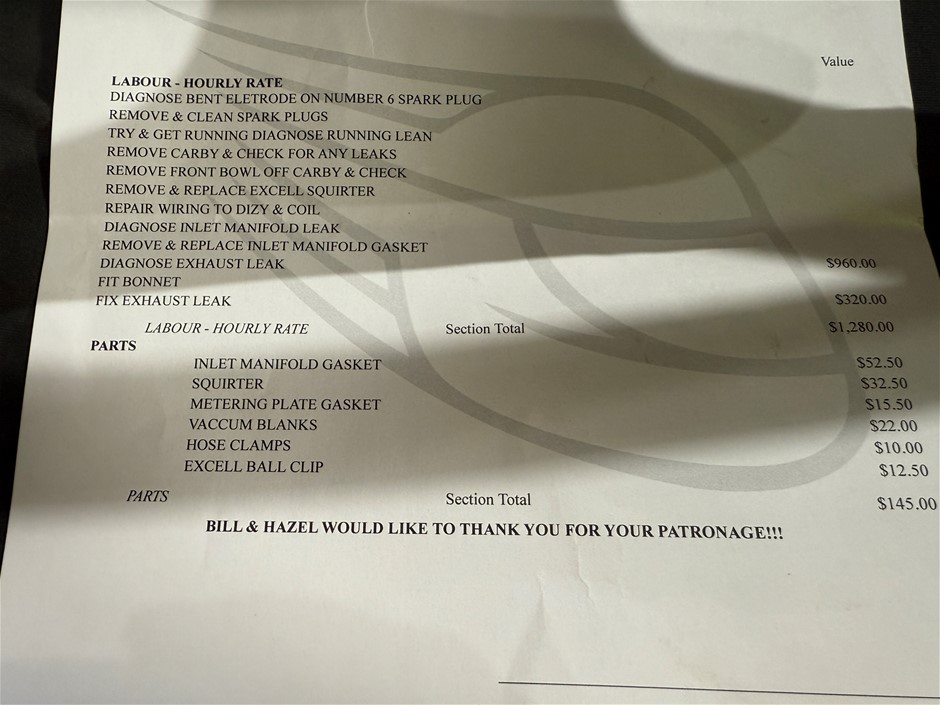 Value
LABOUR - HOURLY RATE
DIAGNOSE BENT ELETRODE ON NUMBER 6 SPARK PLUG
REMOVE & CLEAN SPARK PLUGS
TRY & GET RUNNING DIAGNOSE RUNNING LEAN
REMOVE CARBY & CHECK FOR ANY LEAKS
REMOVE FRONT BOWL OFF CARBY & CHECK
REMOVE & REPLACE EXCELL SQUIRTER
REPAIR WIRING TO DIZY & COIL
DIAGNOSE INLET MANIFOLD LEAK
REMOVE & REPLACE INLET MANIFOLD GASKET
DIAGNOSE EXHAUST LEAK $960.00
FIT BONNET
FIX EXHAUST LEAK $320.00
LABOUR - HOURLY RATE Section Total $1,280.00
PARTS
INLET MANIFOLD GASKET $52.50
SQUIRTER $32.50
METERING PLATE GASKET $15.50
VACCUM BLANKS $22.00
HOSE CLAMPS $10.00
EXCELL BALL CLIP $12.50
PARTS Section Total $145.00
BILL & HAZEL WOULD LIKE TO THANK YOU FOR YOUR PATRONAGE!!!